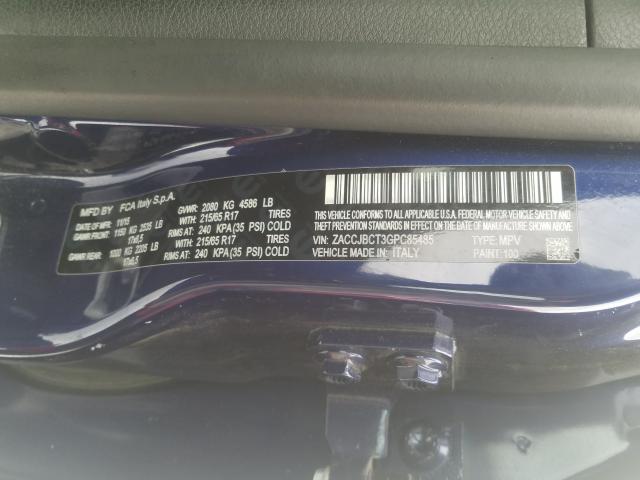 MFD BY FCA Italy S.p.A.
11/15 GVWR: 2080 KG 4586 LB
GAWR FRONT: 1150 KG 2535 LB WITH: 215/65 R17 TIRES
17x6.5 RIMS AT: 240 KPA (35 PSI) COLD
GAWR REAR: 1000 KG 2205 LB WITH: 215/65 R17 TIRES
17x6.5 RIMS AT: 240 KPA (35 PSI) COLD
THIS VEHICLE CONFORMS TO ALL APPLICABLE
U.S.A. FEDERAL MOTOR VEHICLE SAFETY,
BUMPER, AND THEFT PREVENTION STANDARDS
IN EFFECT ON THE DATE OF MANUFACTURE
SHOWN ABOVE.
VIN: ZACCJBCT3GPC85485 TYPE: MPV
VEHICLE MADE IN: ITALY PAINT: 100